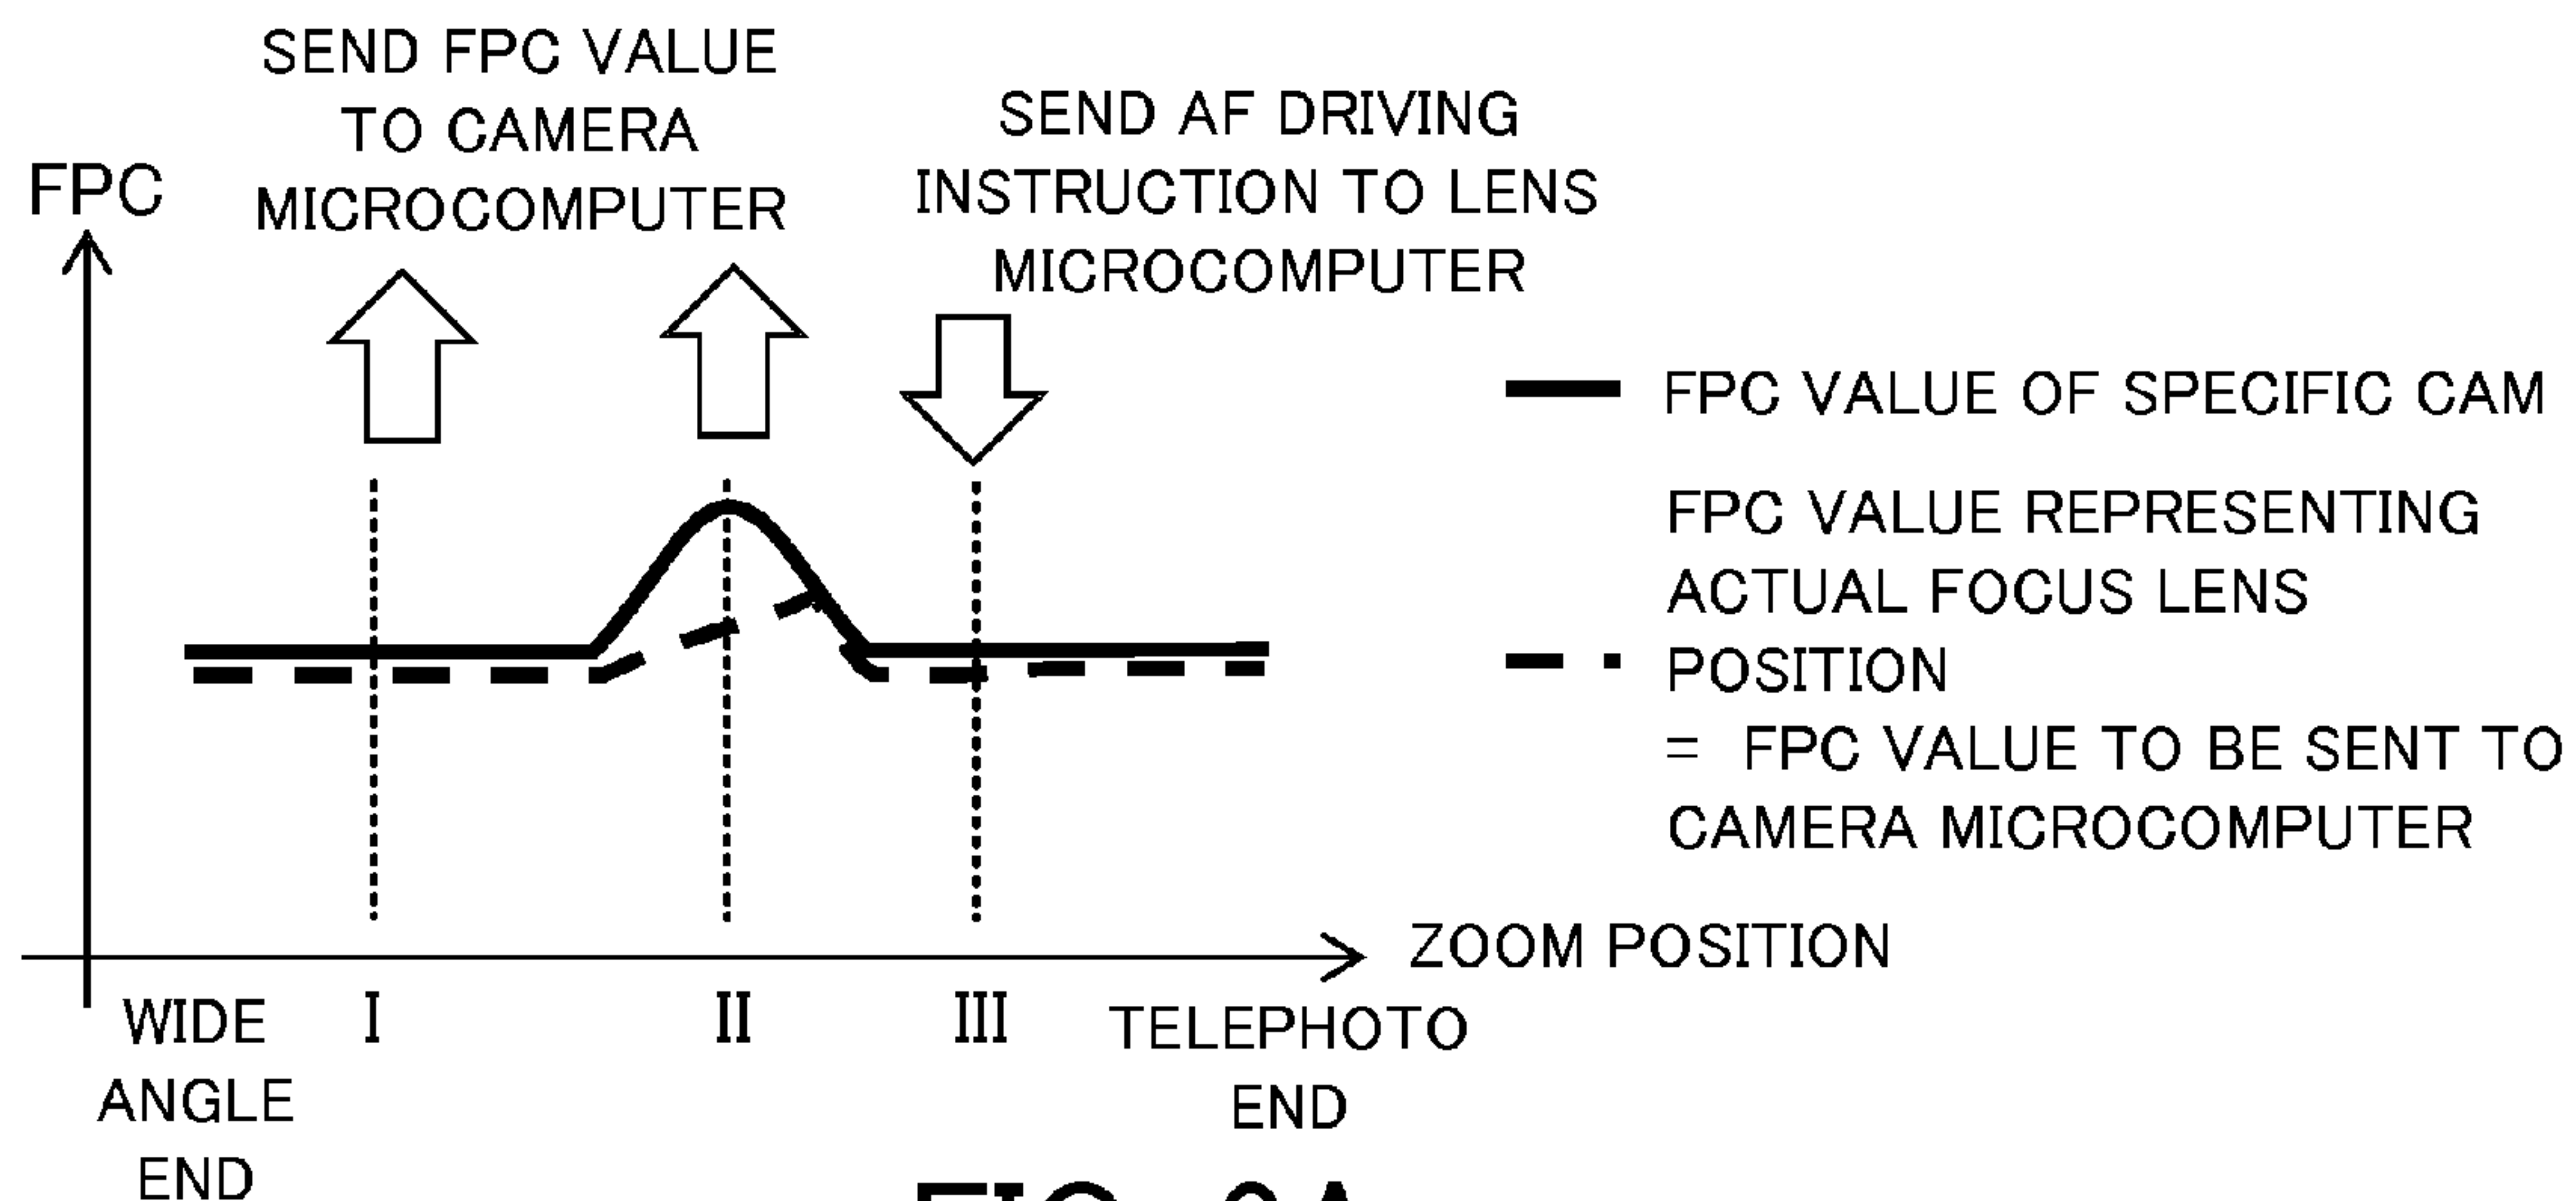 SEND FPC VALUE
TO CAMERA
MICROCOMPUTER
SEND AF DRIVING
INSTRUCTION TO LENS
MICROCOMPUTER
FPC
FPC VALUE OF SPECIFIC CAM
FPC VALUE REPRESENTING
ACTUAL FOCUS LENS
POSITION
= FPC VALUE TO BE SENT TO
CAMERA MICROCOMPUTER
ZOOM POSITION
WIDE
ANGLE
END
I
II
III
TELEPHOTO
END